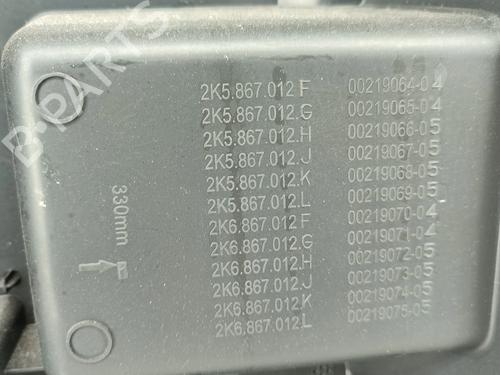 B-PARTS
2K5.867.012.F 00219064-04
2K5.867.012.G 00219065-04
2K5.867.012.H 00219066-05
2K5.867.012.J 00219067-05
2K5.867.012.K 00219068-05
2K5.867.012.L 00219069-05
2K6.867.012.F 00219070-04
2K6.867.012.G 00219071-04
2K6.867.012.H 00219072-05
2K6.867.012.J 00219073-05
2K6.867.012.K 00219074-05
2K6.867.012.L 00219075-05
330mm